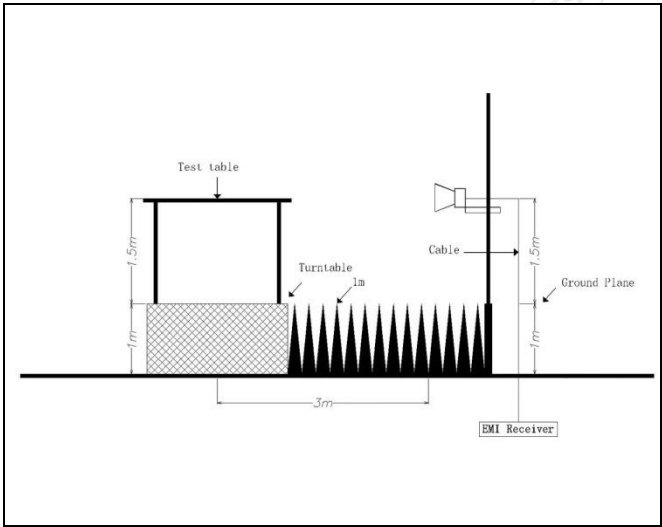 Test table
1.5m
Cable
1.5m
Turntable
1m
Ground Plane
1m
1m
3m
EMI Receiver